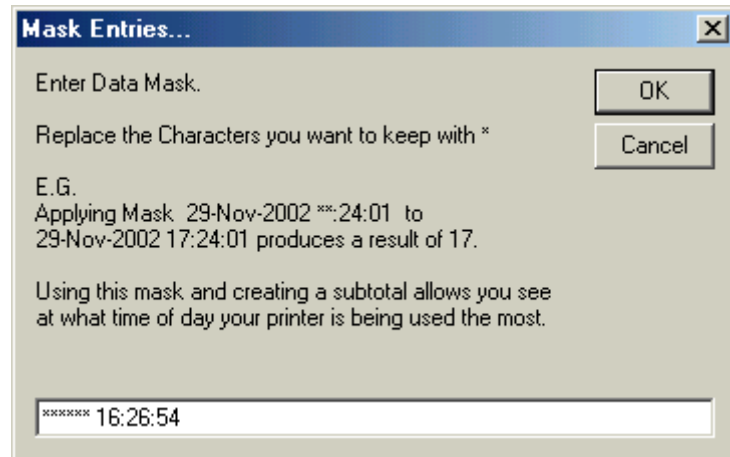 Mask Entries...
Enter Data Mask.
OK
Replace the Characters you want to keep with *
Cancel
E.G.
Applying Mask 29-Nov-2002 **:24:01 to
29-Nov-2002 17:24:01 produces a result of 17.
Using this mask and creating a subtotal allows you see
at what time of day your printer is being used the most.
****** 16:26:54